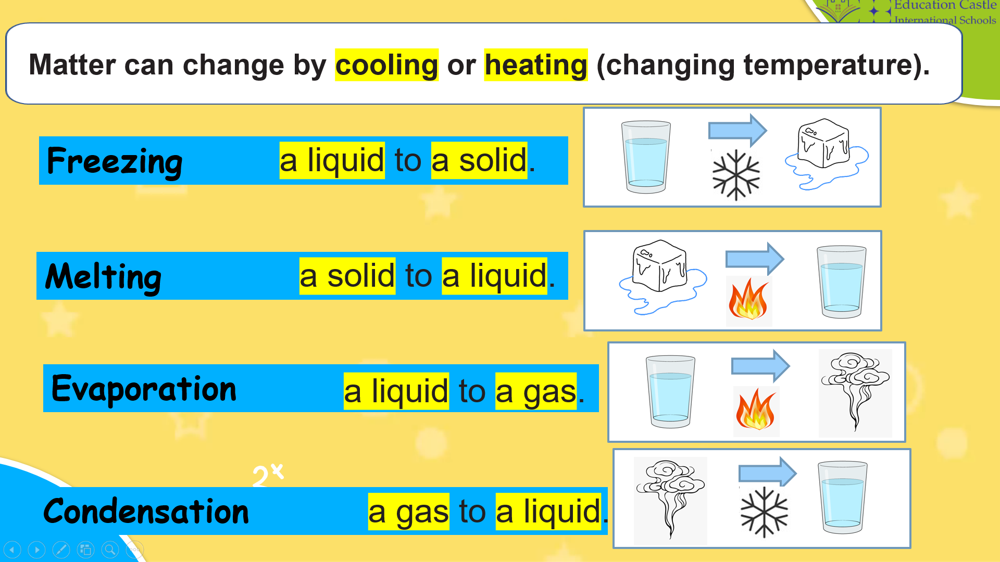 Education Castle
International Schools
Matter can change by cooling or heating (changing temperature).
Freezing a liquid to a solid.
Melting a solid to a liquid.
Evaporation a liquid to a gas.
2x
Condensation a gas to a liquid.